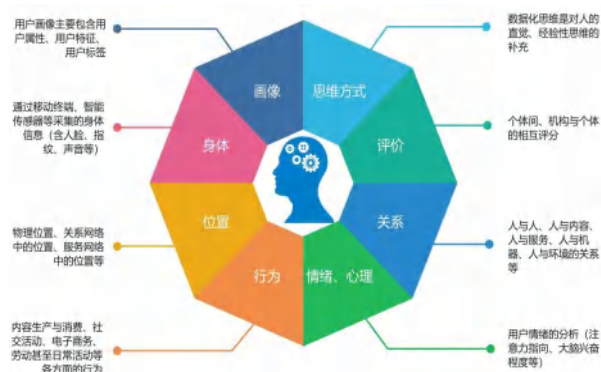 用户画像主要包含用
户属性、用户特征、
用户标签
数据化思维是对人的
直觉、经验性思维的
补充
画像
思维方式
通过移动终端、智能
传感器等采集的身体
信息（含人脸、指
纹、声音等）
身体
评价
个体间、机构与个体
的相互评分
物理位置、关系网络
中的位置、服务网络
中的位置等
位置
关系
人与人、人与内容、
人与服务、人与机
器、人与环境的关系
等
行为
情绪、心理
内容生产与消费、社
交活动、电子商务、
劳动甚至日常活动等
各方面的行为
用户情绪的分析（注
意力指向、大脑兴奋
程度等）